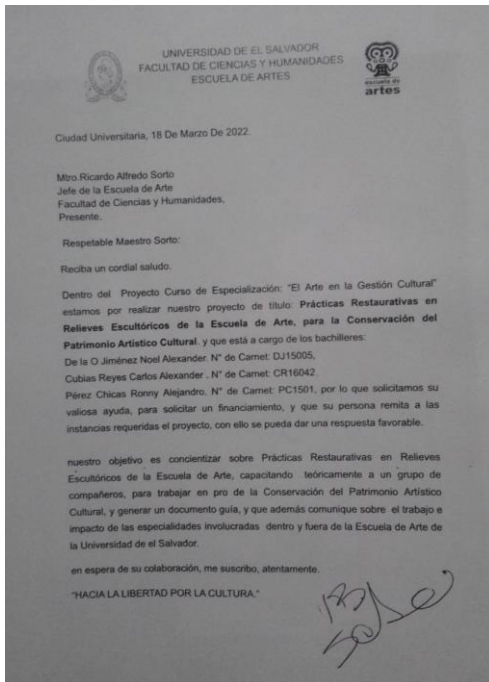 UNIVERSIDAD DE EL SALVADOR
FACULTAD DE CIENCIAS Y HUMANIDADES
ESCUELA DE ARTES
escuela de
artes
Ciudad Universitaria, 18 De Marzo De 2022.
Mtro.Ricardo Alfredo Sorto
Jefe de la Escuela de Arte
Facultad de Ciencias y Humanidades.
Presente.
Respetable Maestro Sorto:
Reciba un cordial saludo.
Dentro del Proyecto Curso de Especialización: "El Arte en la Gestión Cultural"
estamos por realizar nuestro proyecto de título: Prácticas Restaurativas en
Relieves Escultóricos de la Escuela de Arte, para la Conservación del
Patrimonio Artístico Cultural. y que está a cargo de los bachilleres:
De la O Jiménez Noel Alexander. N° de Carnet: DJ15005,
Cubias Reyes Carlos Alexander . N° de Carnet: CR16042.
Pérez Chicas Ronny Alejandro. N° de Carnet: PC1501, por lo que solicitamos su
valiosa ayuda, para solicitar un financiamiento, y que su persona remita a las
instancias requeridas el proyecto, con ello se pueda dar una respuesta favorable.
nuestro objetivo es concientizar sobre Prácticas Restaurativas en Relieves
Escultóricos de la Escuela de Arte, capacitando teóricamente a un grupo de
compañeros, para trabajar en pro de la Conservación del Patrimonio Artístico
Cultural, y generar un documento guía, y que además comunique sobre el trabajo e
impacto de las especialidades involucradas dentro y fuera de la Escuela de Arte de
la Universidad de el Salvador.
en espera de su colaboración, me suscribo, atentamente.
"HACIA LA LIBERTAD POR LA CULTURA."